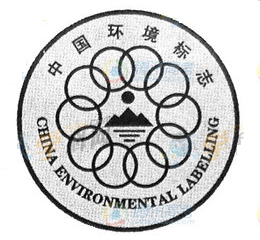 中国环境标志
CHINA ENVIRONMENTAL LABELLING